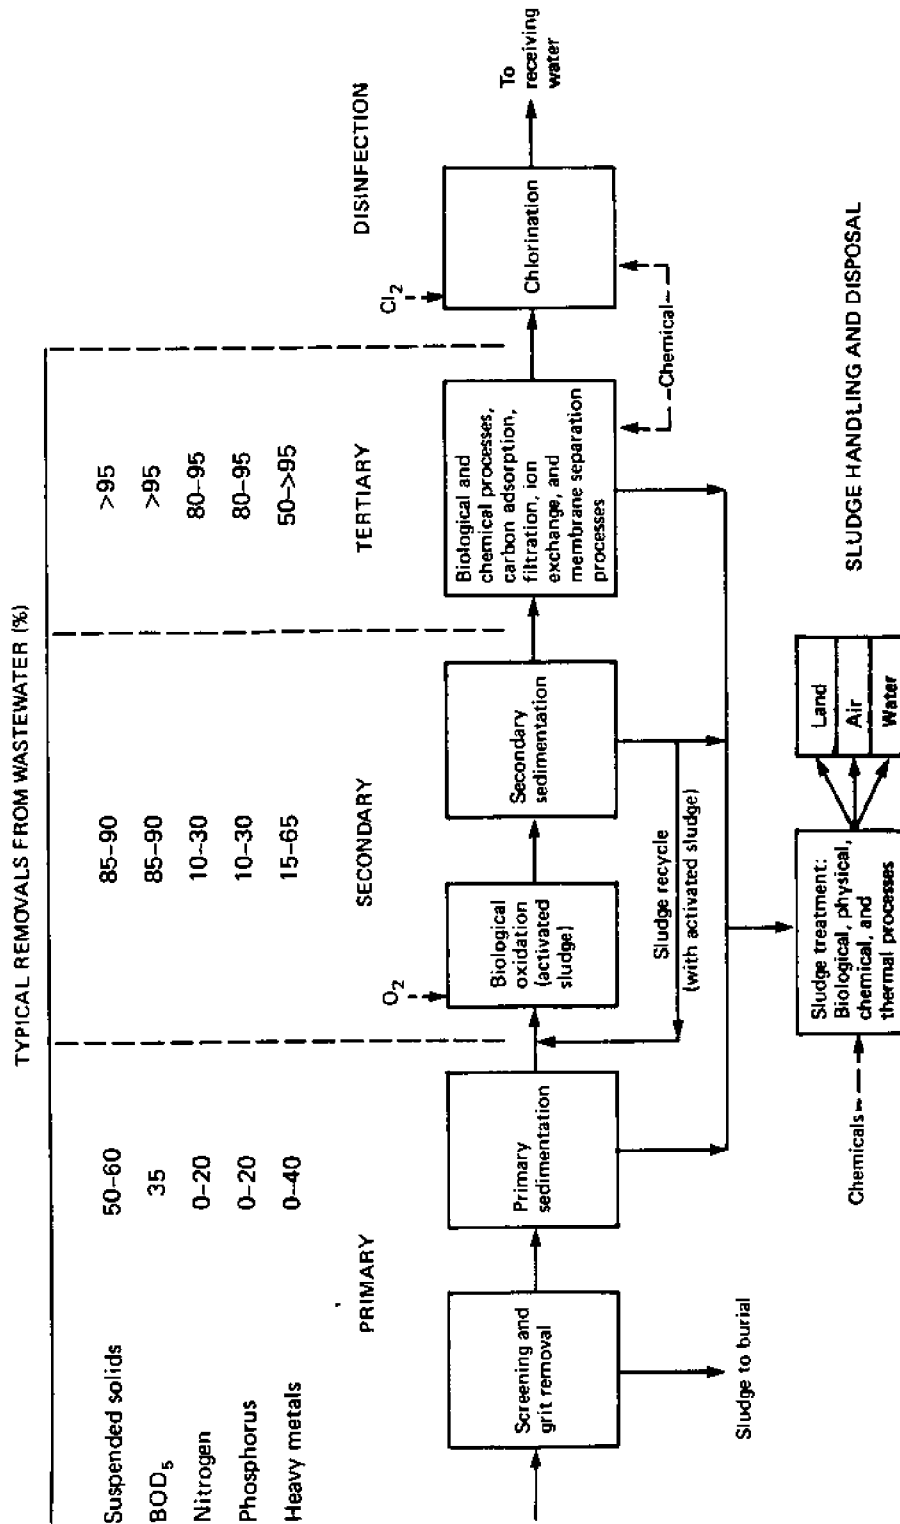 TYPICAL REMOVALS FROM WASTEWATER (%)
Suspended solids 50–60 85–90 >95
BOD5 35 85–90 >95
Nitrogen 0–20 10–30 80–95
Phosphorus 0–20 10–30 80–95
Heavy metals 0–40 15–65 50–>95
PRIMARY SECONDARY TERTIARY DISINFECTION
O2
Cl2
Screening and
grit removal
Primary
sedimentation
Biological
oxidation
(activated
sludge)
Secondary
sedimentation
Biological and
chemical processes,
carbon adsorption,
filtration, ion
exchange, and
membrane separation
processes
Chlorination
To
receiving
water
Sludge recycle
(with activated sludge)
Chemical
Sludge to burial
Chemicals
Sludge treatment:
Biological, physical,
chemical, and
thermal processes
Land
Air
Water
SLUDGE HANDLING AND DISPOSAL